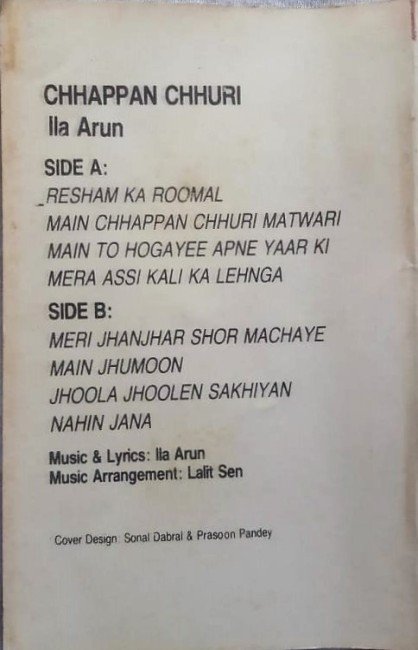 CHHAPPAN CHHURI
Ila Arun
SIDE A:
RESHAM KA ROOMAL
MAIN CHHAPPAN CHHURI MATWARI
MAIN TO HOGAYEE APNE YAAR KI
MERA ASSI KALI KA LEHNGA
SIDE B:
MERI JHANJHAR SHOR MACHAYE
MAIN JHUMOON
JHOOLA JHOOLEN SAKHIYAN
NAHIN JANA
Music & Lyrics: Ila Arun
Music Arrangement: Lalit Sen
Cover Design: Sonal Dabral & Prasoon Pandey